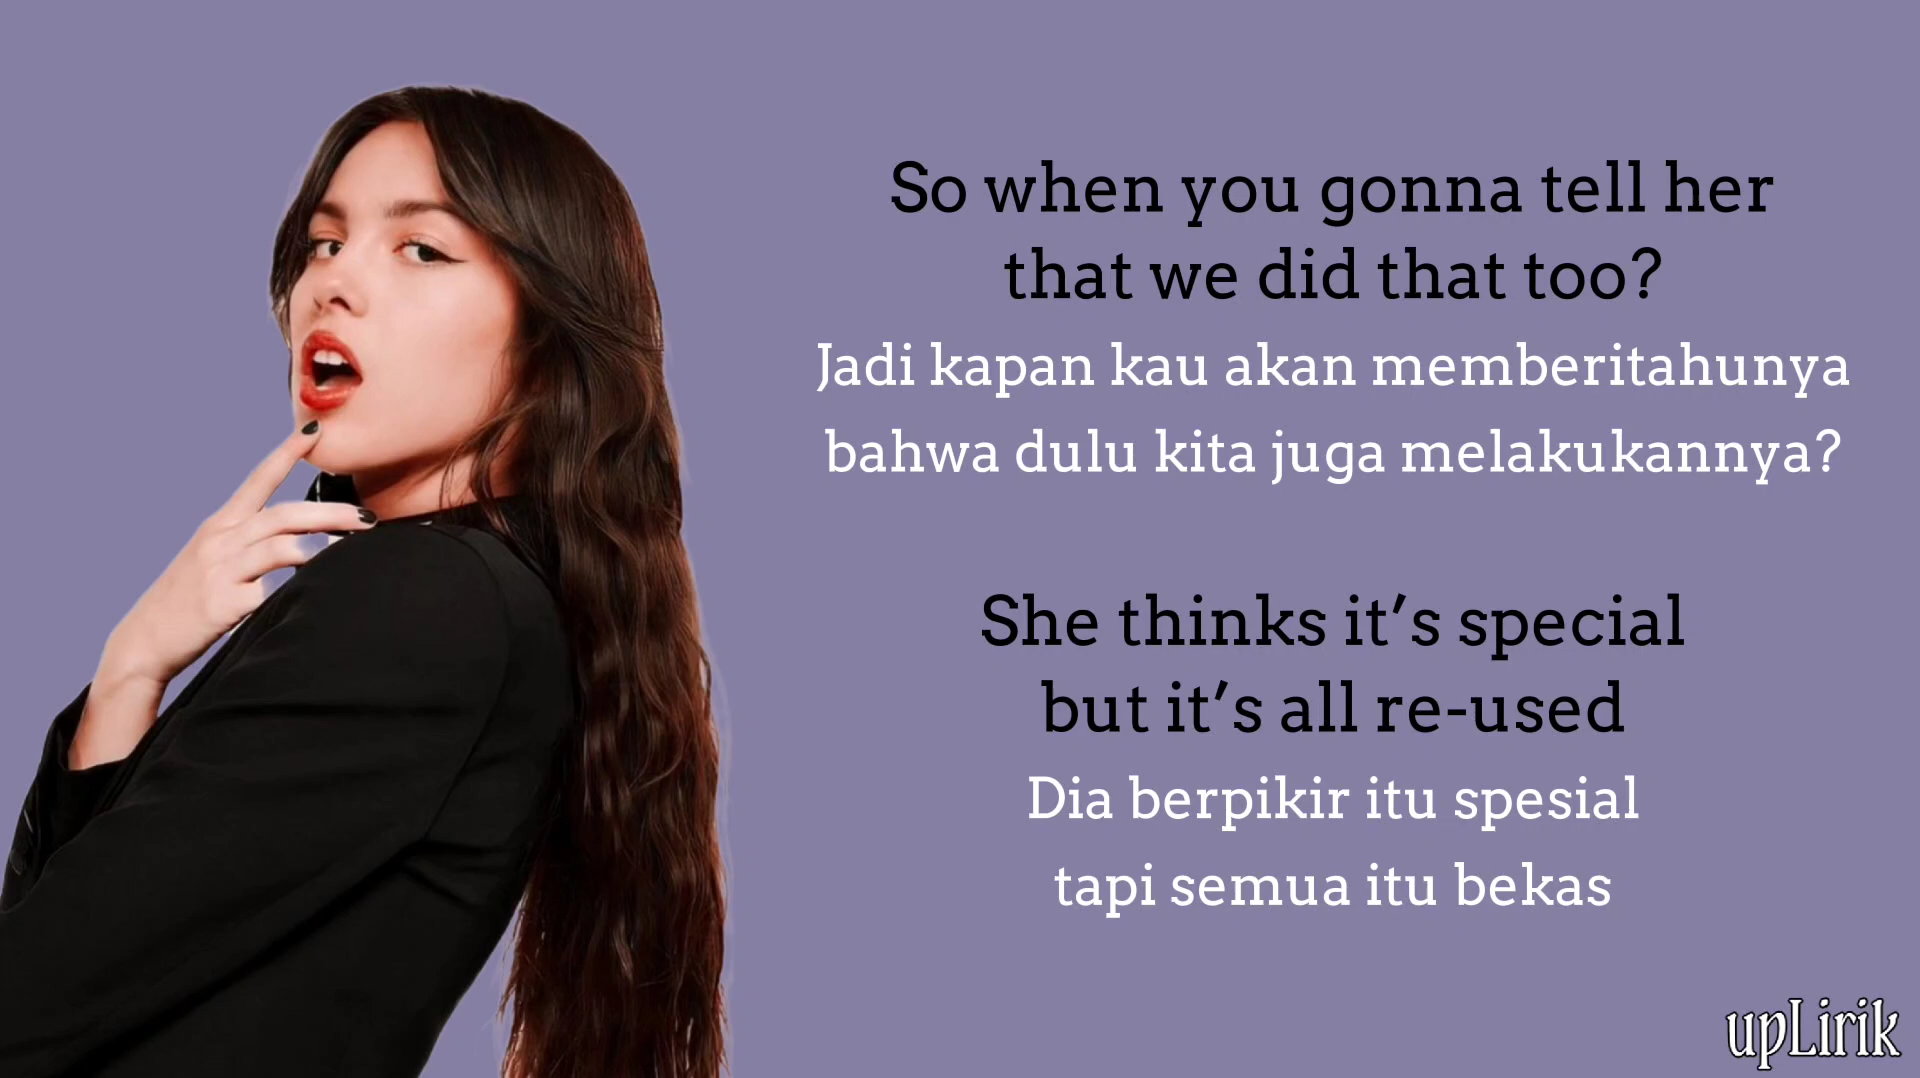 So when you gonna tell her
that we did that too?
Jadi kapan kau akan memberitahunya
bahwa dulu kita juga melakukannya?
She thinks it’s special
but it’s all re-used
Dia berpikir itu spesial
tapi semua itu bekas
upLirik